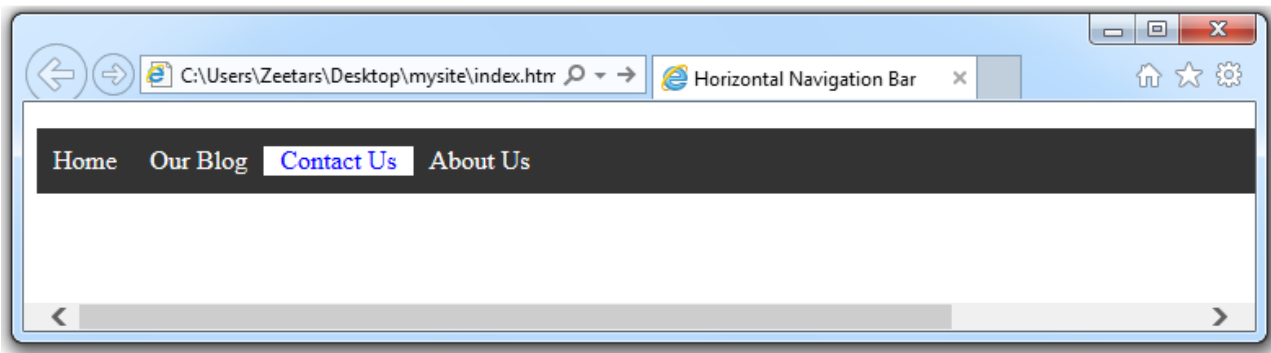 C:\Users\Zeetars\Desktop\mysite\index.htm
Horizontal Navigation Bar
Home Our Blog Contact Us About Us